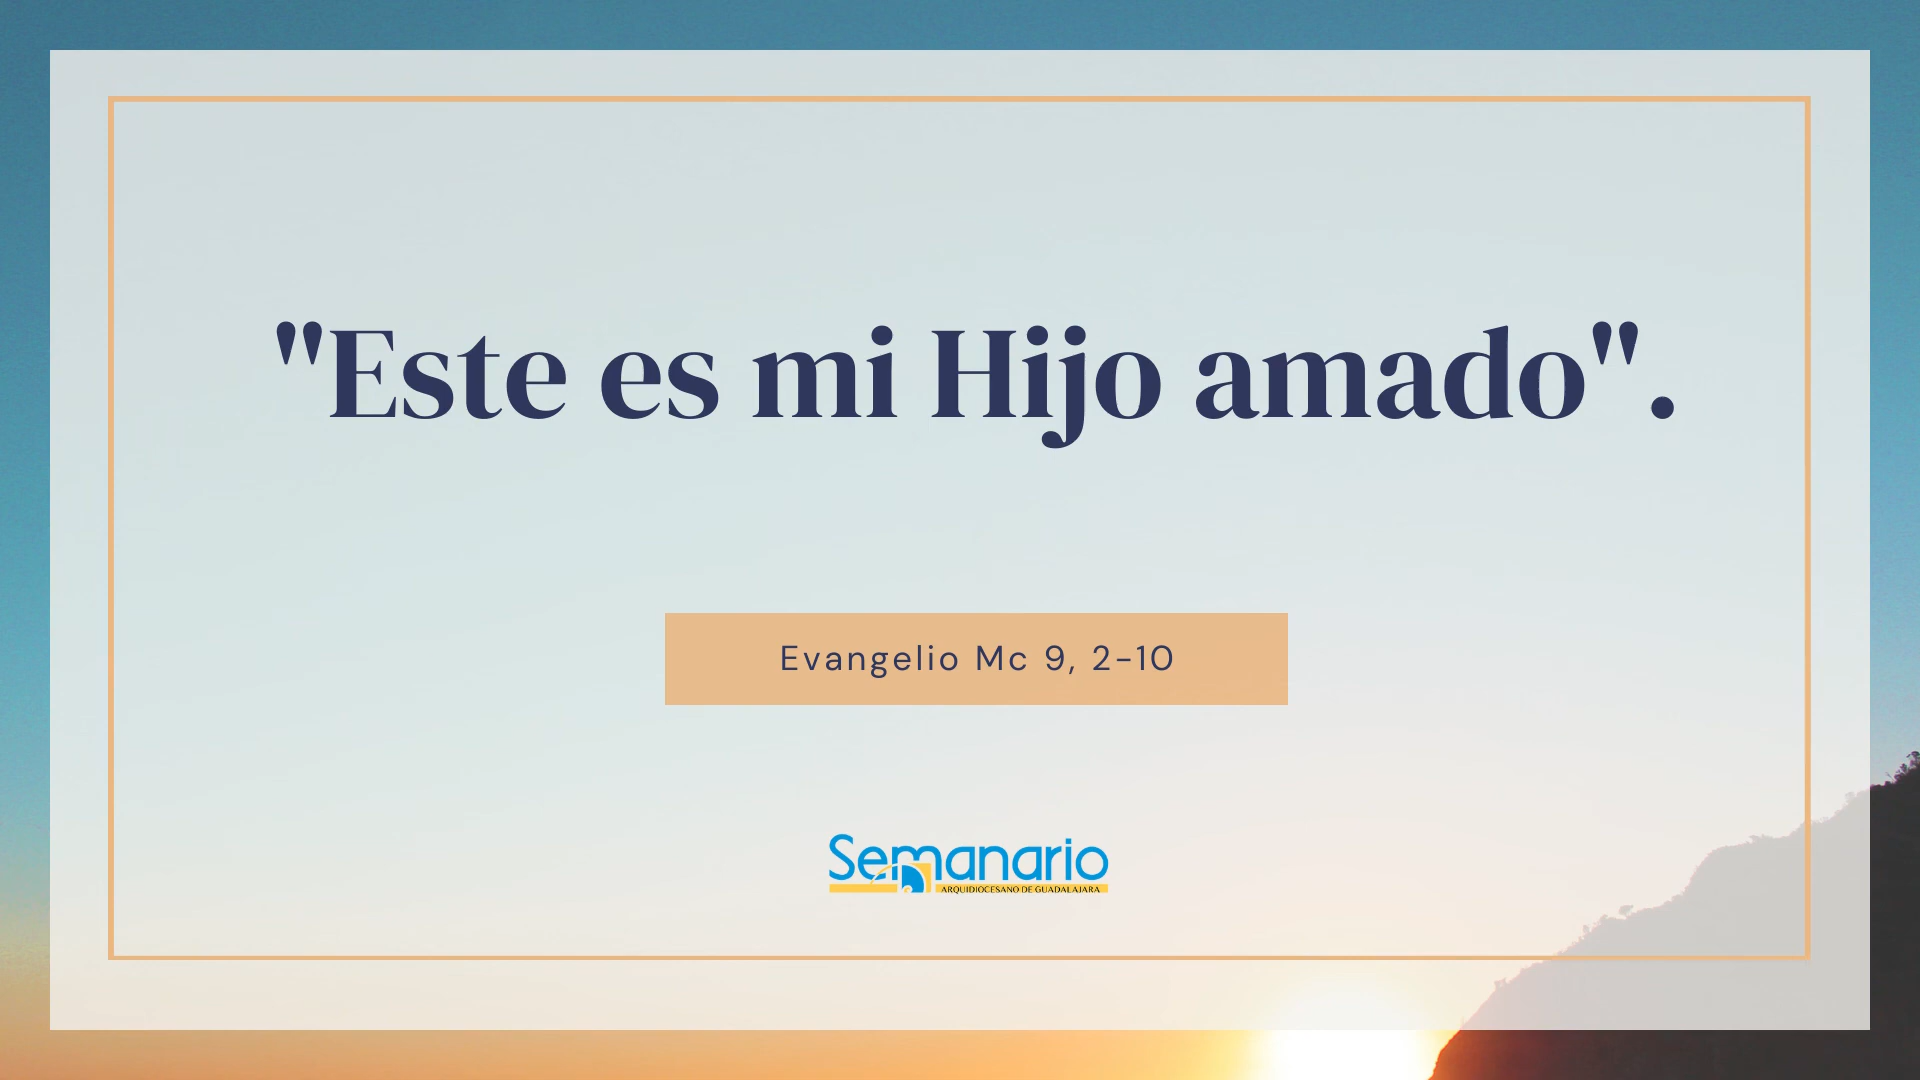 "Este es mi Hijo amado".
Evangelio Mc 9, 2-10
Semanario
ARQUIDIOCESANO DE GUADALAJARA